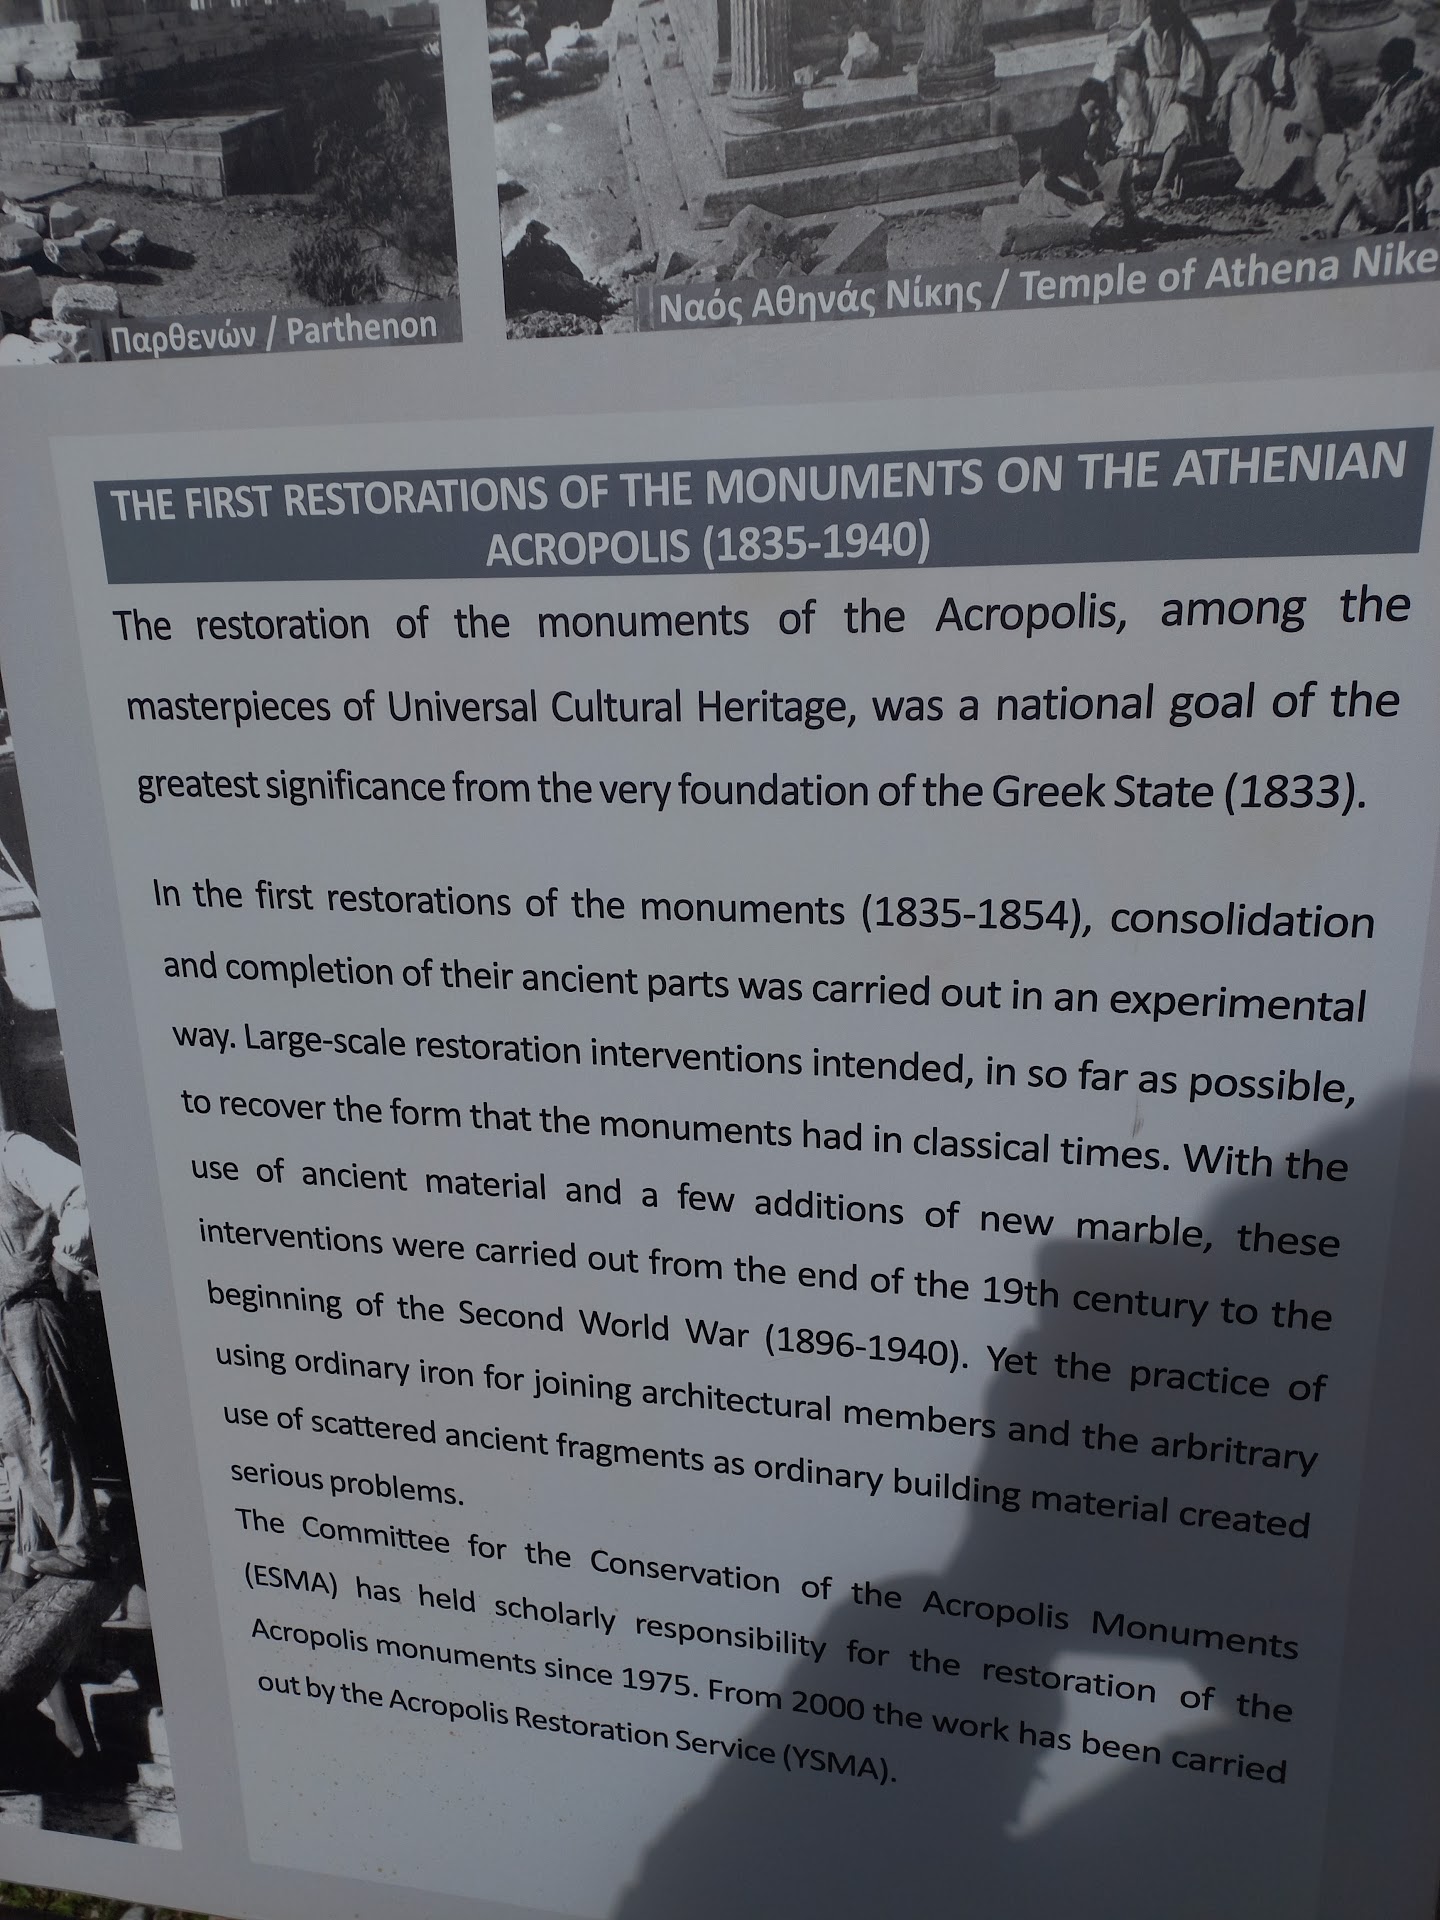 Παρθενών / Parthenon
Ναός Αθηνάς Νίκης / Temple of Athena Nike
THE FIRST RESTORATIONS OF THE MONUMENTS ON THE ATHENIAN
ACROPOLIS (1835-1940)
The restoration of the monuments of the Acropolis, among the
masterpieces of Universal Cultural Heritage, was a national goal of the
greatest significance from the very foundation of the Greek State (1833).
In the first restorations of the monuments (1835-1854), consolidation
and completion of their ancient parts was carried out in an experimental
way. Large-scale restoration interventions intended, in so far as possible,
to recover the form that the monuments had in classical times. With the
use of ancient material and a few additions of new marble, these
interventions were carried out from the end of the 19th century to the
beginning of the Second World War (1896-1940). Yet the practice of
using ordinary iron for joining architectural members and the arbritrary
use of scattered ancient fragments as ordinary building material created
serious problems.
The Committee for the Conservation of the Acropolis Monuments
(ESMA) has held scholarly responsibility for the restoration of the
Acropolis monuments since 1975. From 2000 the work has been carried
out by the Acropolis Restoration Service (YSMA).